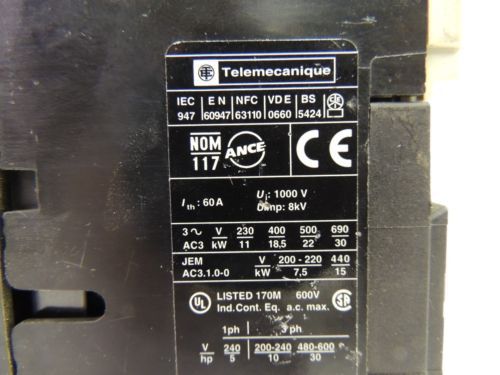 TE Telemecanique
IEC EN NFC VDE BS
947 60947 63110 0660 5424
NOM 117 ANCE CE
Ith : 60A Ui : 1000 V
Uimp: 8kV
3~ V 230 400 500 690
AC3 kW 11 18,5 22 30
JEM V 200 - 220 440
AC3.1.0-0 kW 7,5 15
UL LISTED 170M 600V SA
Ind.Cont. Eq. a.c. max.
1ph 3 ph
V 240 200-240 480-600
hp 5 10 30